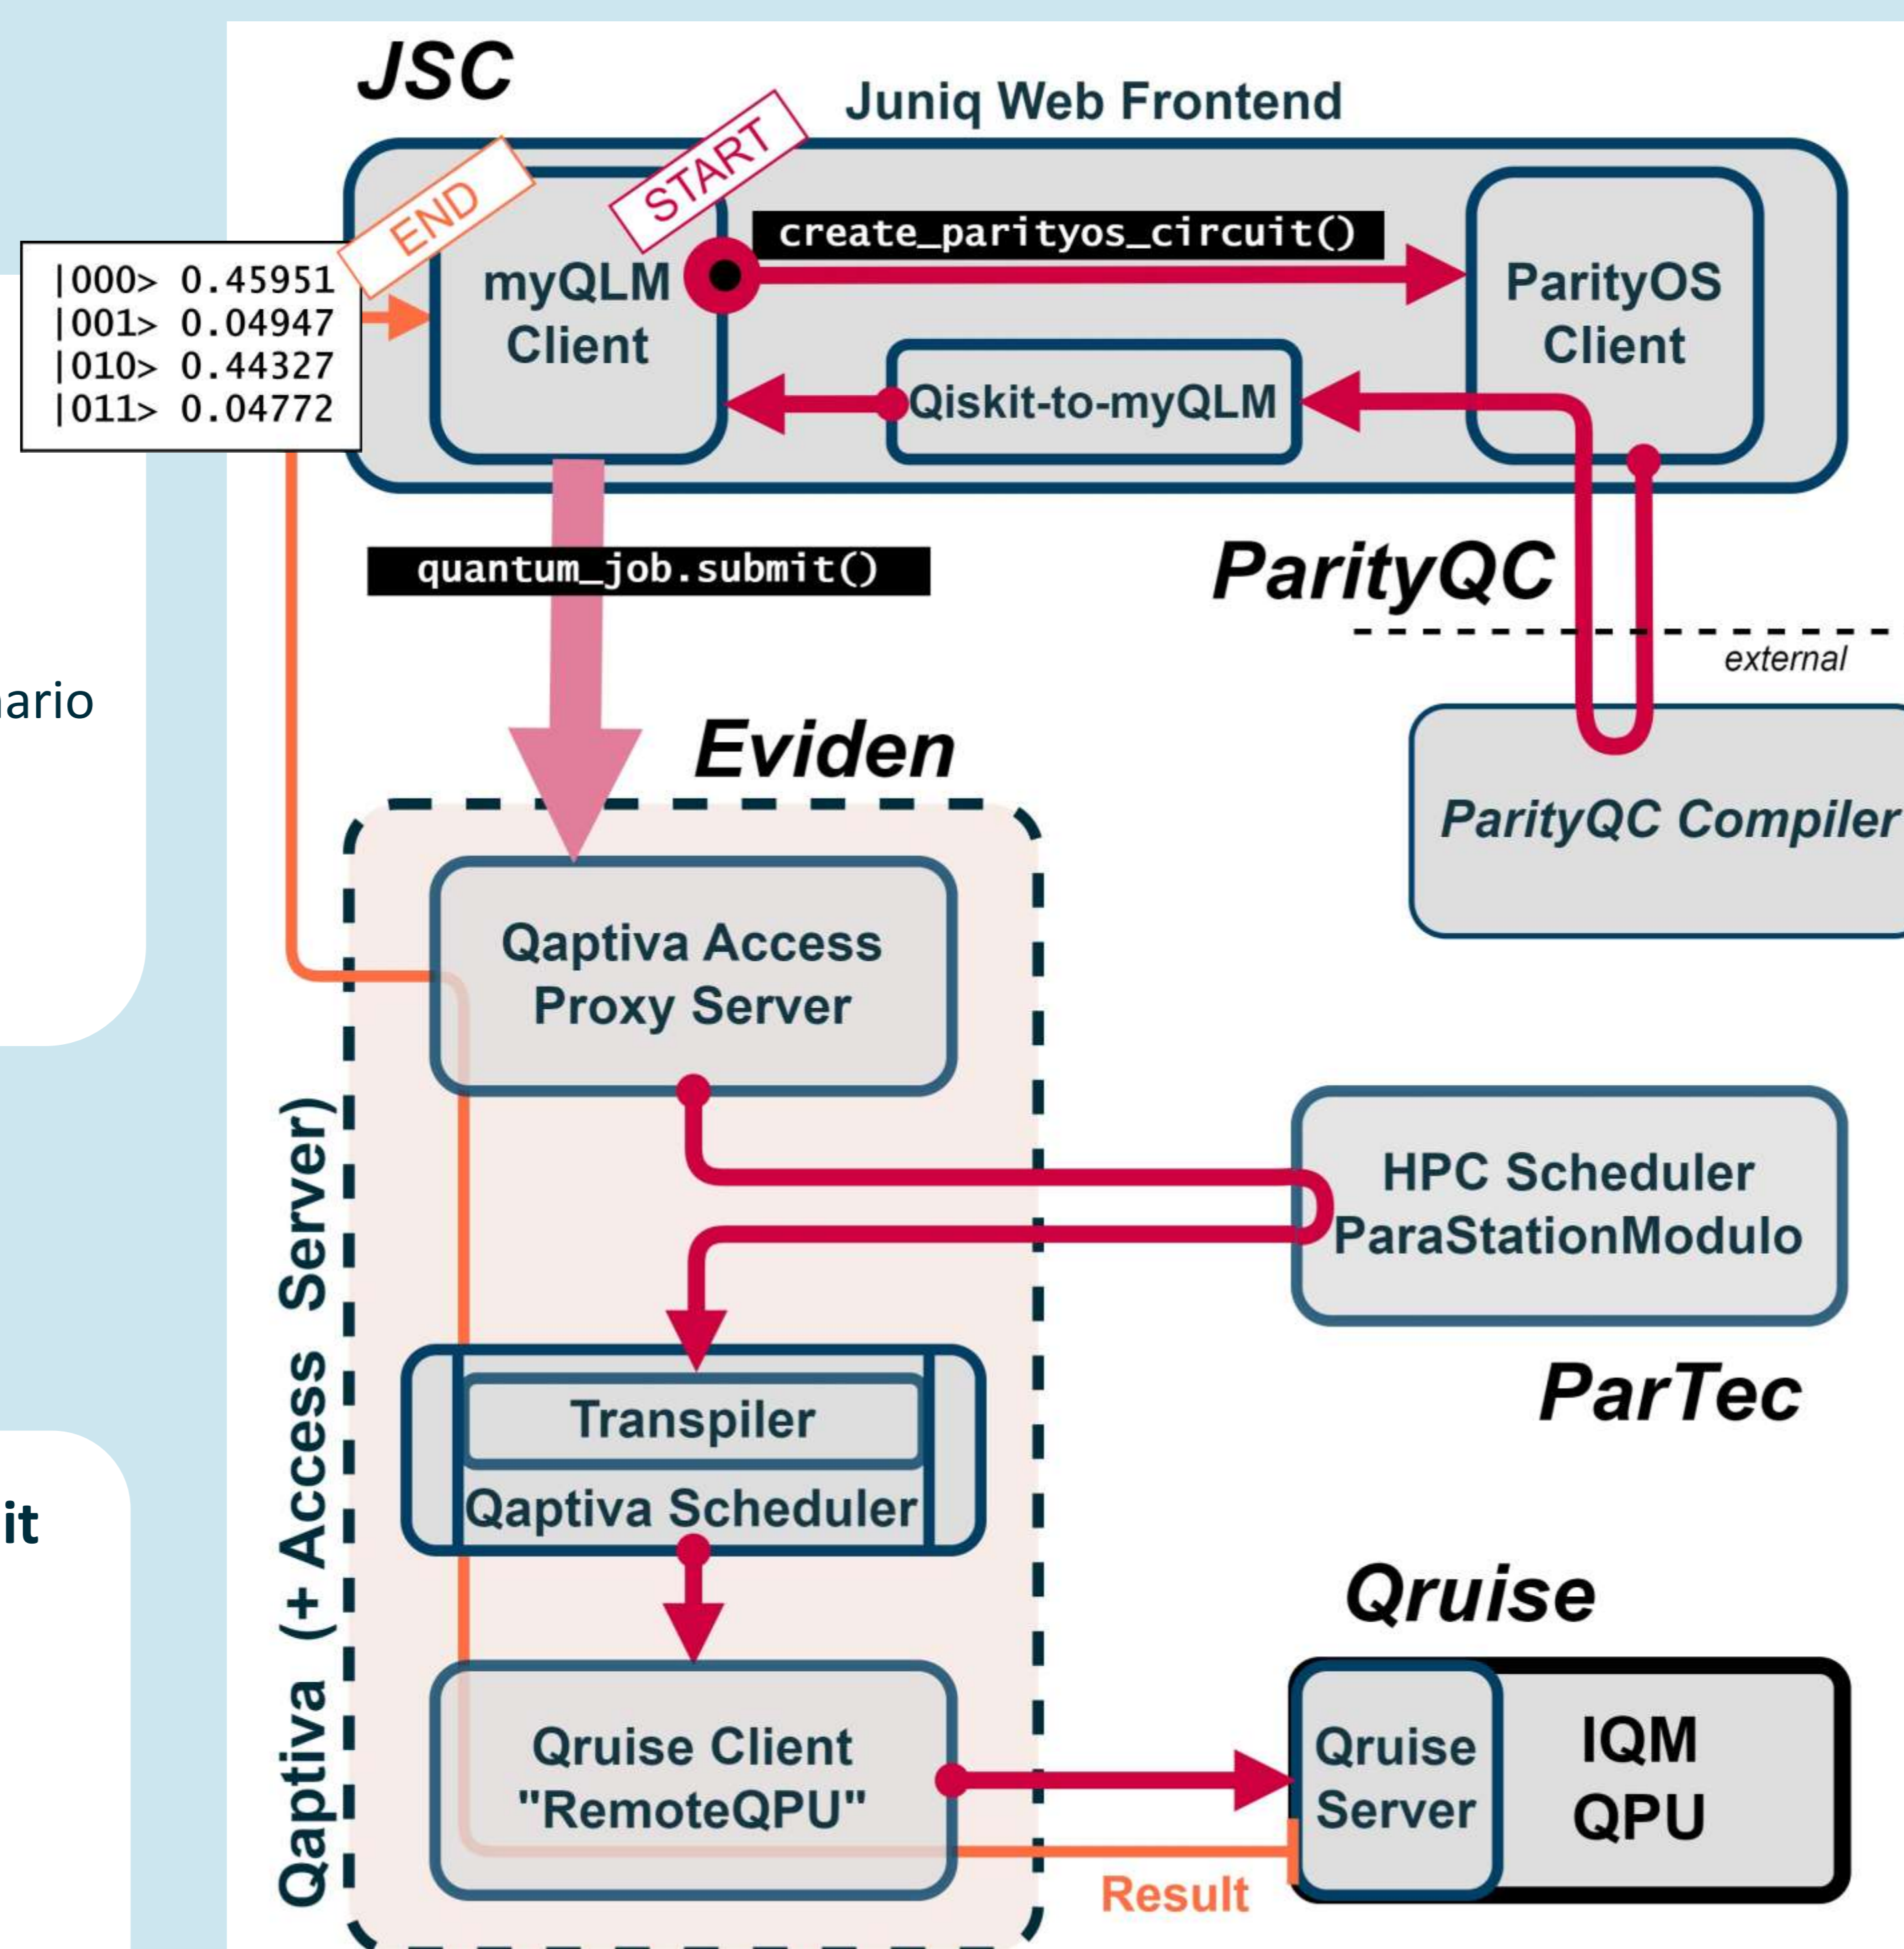 JSC
Juniq Web Frontend
START
END
create_parityos_circuit()
|000> 0.45951
|001> 0.04947
|010> 0.44327
|011> 0.04772
myQLM
Client
ParityOS
Client
Qiskit-to-myQLM
quantum_job.submit()
ParityQC
external
ario
Eviden
ParityQC Compiler
Qaptiva Access
Proxy Server
HPC Scheduler
ParaStationModulo
ParTec
Qaptiva (+ Access Server)
Transpiler
Qaptiva Scheduler
it
Qruise
Qruise Client
"RemoteQPU"
Qruise
Server
IQM
QPU
Result